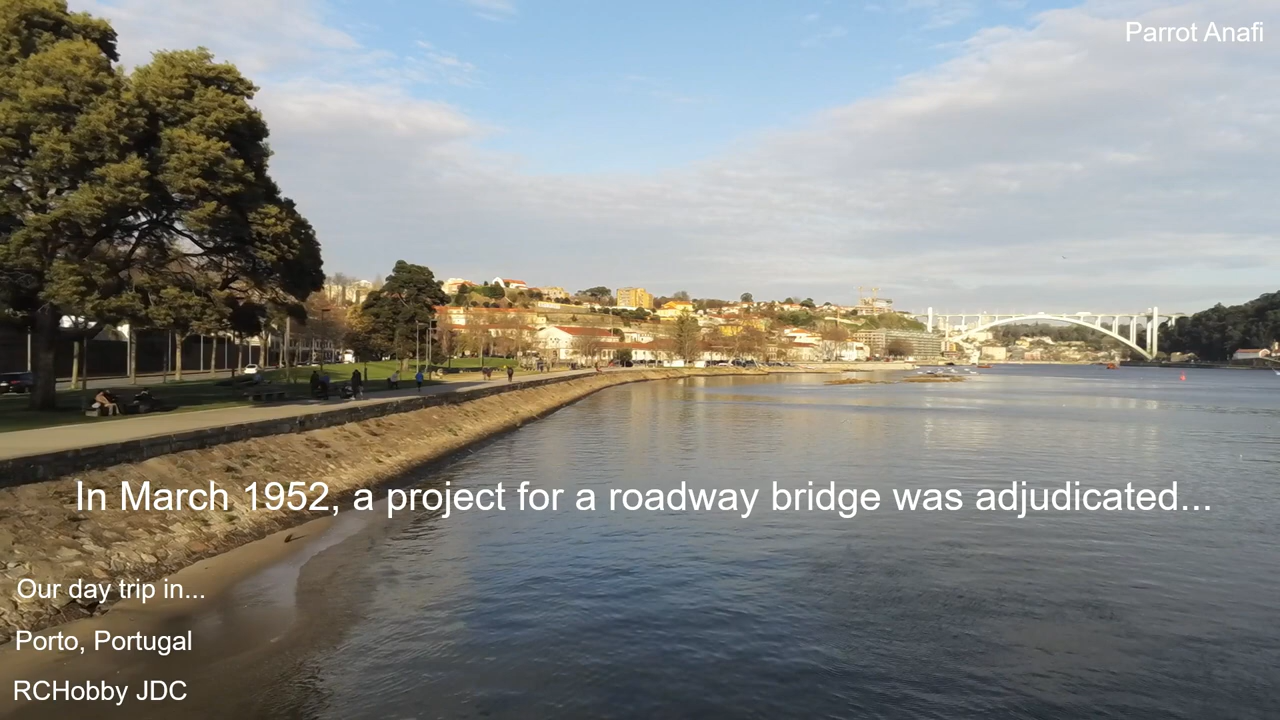 Parrot Anafi
In March 1952, a project for a roadway bridge was adjudicated...
Our day trip in...
Porto, Portugal
RCHobby JDC